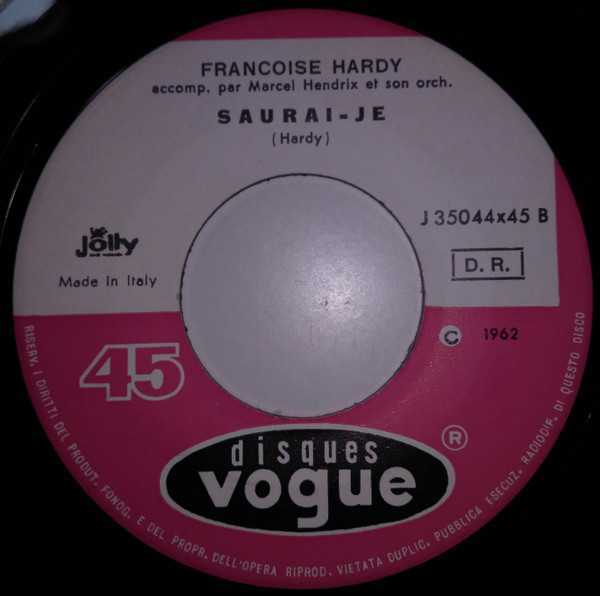 FRANCOISE HARDY
accomp. par Marcel Hendrix et son orch.
SAURAI-JE
(Hardy)
J 35044x45 B
Jolly
Made In Italy
D. R.
© 1962
45
disques
vogue
®
RISERV. I DIRITTI DEL PRODUT. FONOG. E DEL PROPR. DELL'OPERA RIPROD. VIETATA DUPLIC. PUBBLICA ESECUZ. RADIODIF. DI QUESTO DISCO